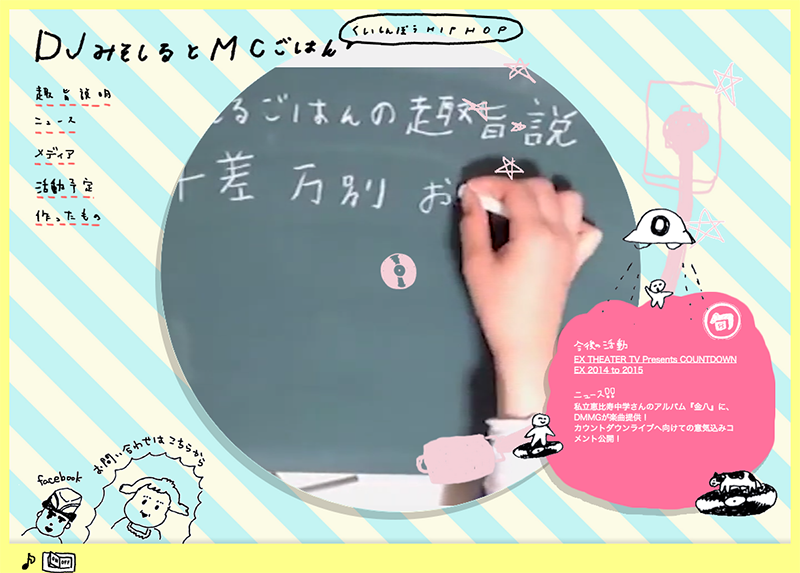 DJみそしるとMCごはん
くいしんぼうHIPHOP
趣旨説明
ニュース
メディア
活動予定
作ったもの
るごはんの趣旨説
十差万別 お
今後の活動
EX THEATER TV Presents COUNTDOWN
EX 2014 to 2015
ニュース!!
私立恵比寿中学さんのアルバム『金八』に、
DMMGが楽曲提供！
カウントダウンライブへ向けての意気込みコ
メント公開！
お問い合わせはこちらから
facebook
ON OFF